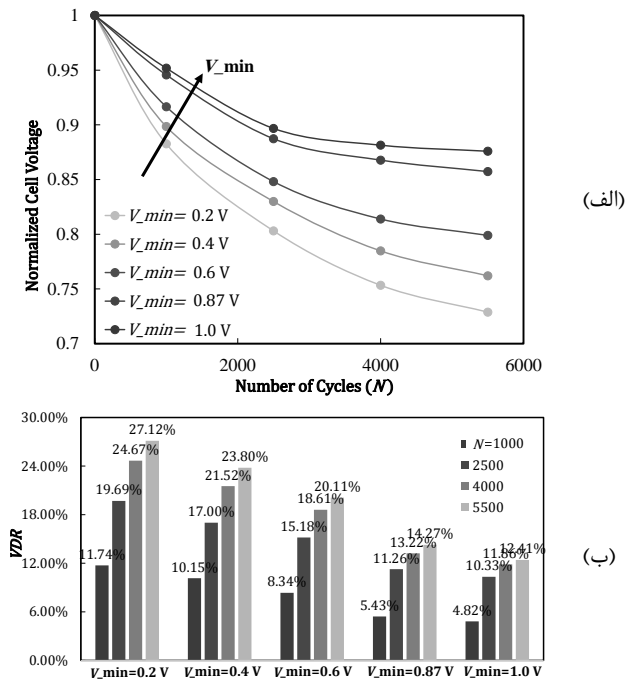 1
0.95
0.9
0.85
0.8
0.75
0.7
Normalized Cell Voltage
V_min
V_min= 0.2 V
V_min= 0.4 V
V_min= 0.6 V
V_min= 0.87 V
V_min= 1.0 V
0 2000 4000 6000
Number of Cycles (N)
(الف)
30.00%
24.00%
18.00%
12.00%
6.00%
0.00%
VDR
11.74% 19.69% 24.67% 27.12%
10.15% 17.00% 21.52% 23.80%
8.34% 15.18% 18.61% 20.11%
5.43% 11.26% 13.22% 14.27%
4.82% 10.33% 11.86% 12.41%
N=1000
2500
4000
5500
V_min=0.2 V V_min=0.4 V V_min=0.6 V V_min=0.87 V V_min=1.0 V
(ب)